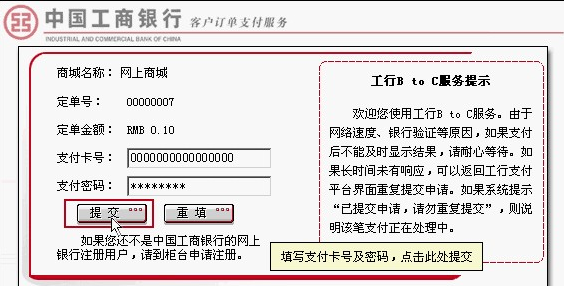 中国工商银行 客户订单支付服务
INDUSTRIAL AND COMMERCIAL BANK OF CHINA
商城名称： 网上商城
定单号： 00000007
定单金额： RMB 0.10
支付卡号： 0000000000000000
支付密码： ********
提 交 重 填
如果您还不是中国工商银行的网上
银行注册用户，请到柜台申请注册。
工行B to C服务提示
欢迎您使用工行B to C服务。由于
网络速度、银行验证等原因，如果支付
后不能及时显示结果，请耐心等待。如
果长时间未有响应，可以返回工行支付
平台界面重复提交申请。如果系统提示
“已提交申请，请勿重复提交”，则说
明该笔支付正在处理中。
填写支付卡号及密码，点击此处提交